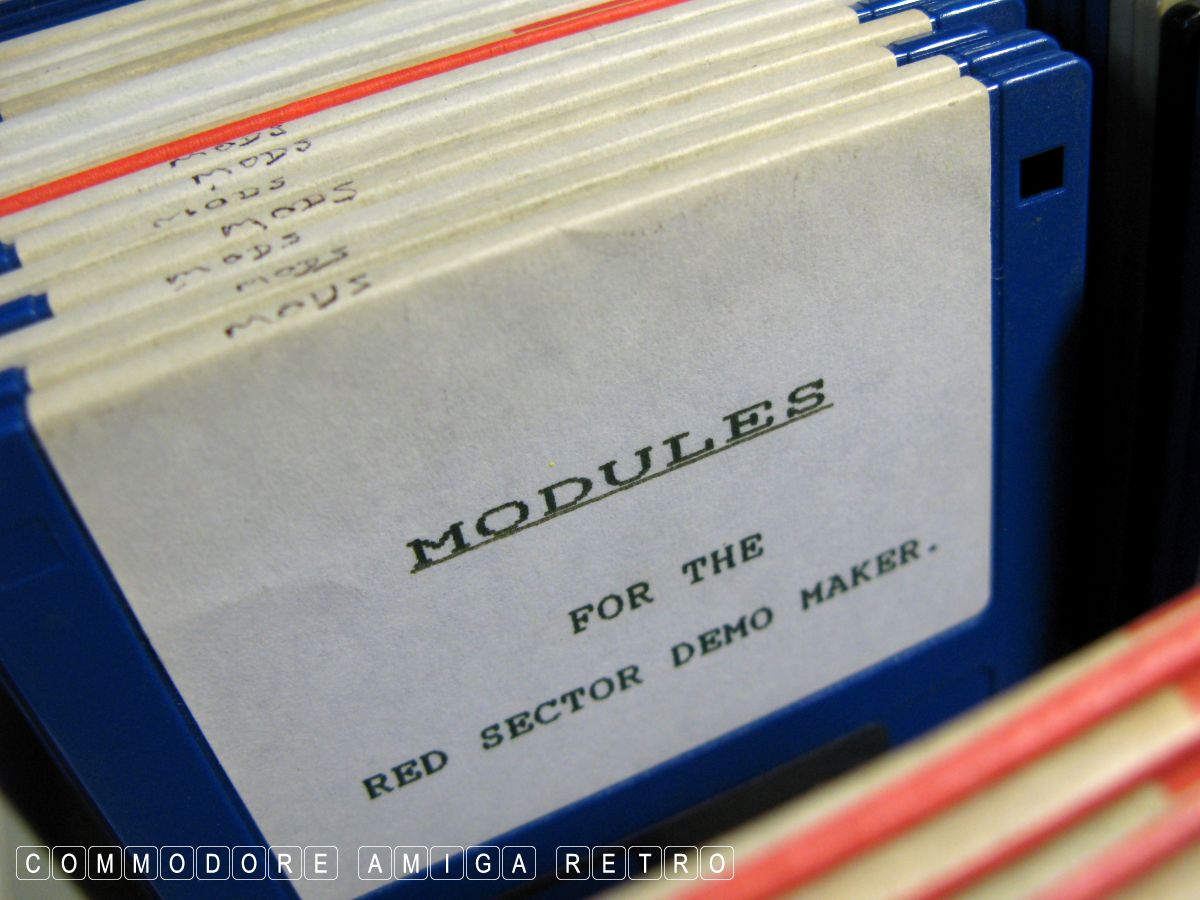 MODS
MODS
MODS
MODS
MODS
MODS
MODS
MODULES
FOR THE
RED SECTOR DEMO MAKER.
COMMODORE AMIGA RETRO